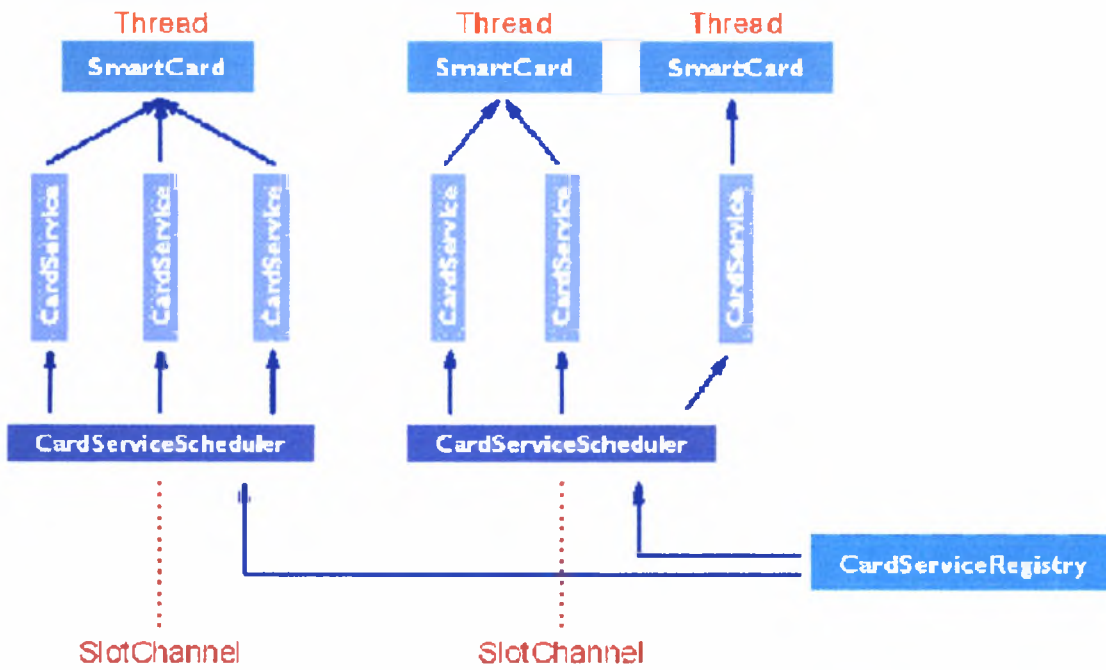 Thread Thread Thread
SmartCard SmartCard SmartCard
CardService CardService CardService CardService CardService CardService
CardServiceScheduler CardServiceScheduler
CardServiceRegistry
SlotChannel SlotChannel